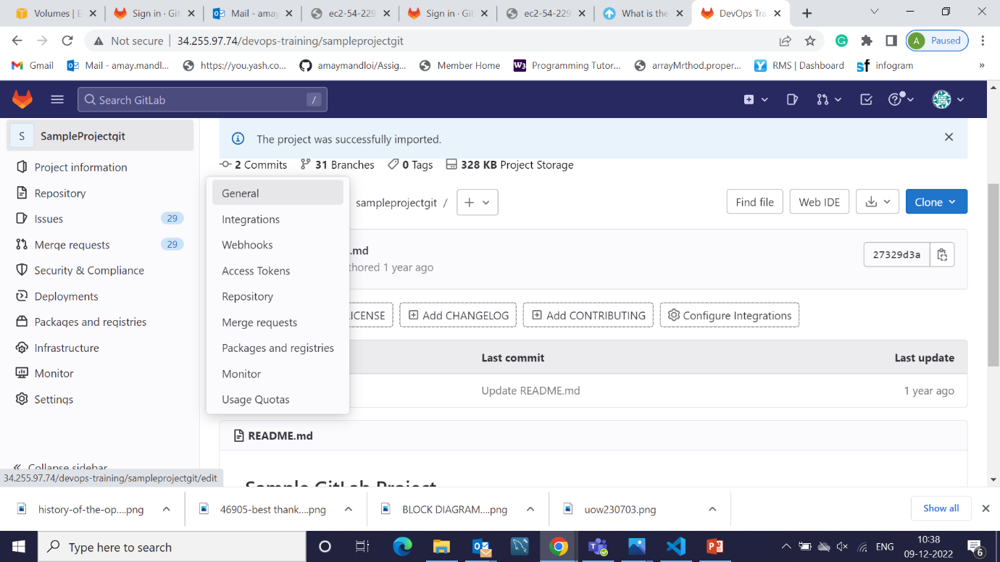 Volumes | E
Sign in · Git
Mail - amay
ec2-54-229
Sign in · Git
ec2-54-229
What is the
DevOps Tra
Not secure
34.255.97.74/devops-training/sampleprojectgit
A
Paused
Gmail
Mail - amay.mandl...
https://you.yash.co...
amaymandloi/Assig...
Member Home
W3
Programming Tutor...
arrayMrthod.proper...
RMS | Dashboard
sf
infogram
»
Search GitLab
/
S
SampleProjectgit
Project information
Repository
Issues
29
Merge requests
29
Security & Compliance
Deployments
Packages and registries
Infrastructure
Monitor
Settings
Collapse sidebar
34.255.97.74/devops-training/sampleprojectgit/edit
The project was successfully imported.
2 Commits
31 Branches
0 Tags
328 KB Project Storage
General
Integrations
Webhooks
Access Tokens
Repository
Merge requests
Packages and registries
Monitor
Usage Quotas
sampleprojectgit /
Find file
Web IDE
Clone
.md
thored 1 year ago
27329d3a
ICENSE
Add CHANGELOG
Add CONTRIBUTING
Configure Integrations
Last commit
Last update
Update README.md
1 year ago
README.md
Sample GitLab Project
history-of-the-op....png
46905-best thank....png
BLOCK DIAGRAM....png
uow230703.png
Show all
Type here to search
ENG
10:38
09-12-2022
6